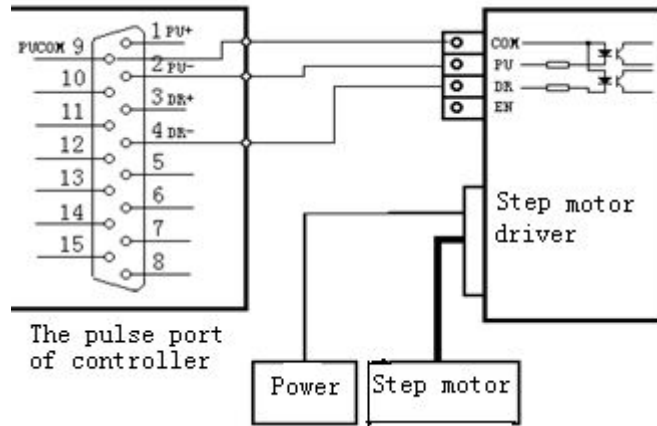 1 PU+
PUCOM 9
2 PU-
10
3 DR+
11
4 DR-
12
5
13
6
14
7
15
8
COM
PU
DR
EN
Step motor
driver
The pulse port
of controller
Power
Step motor